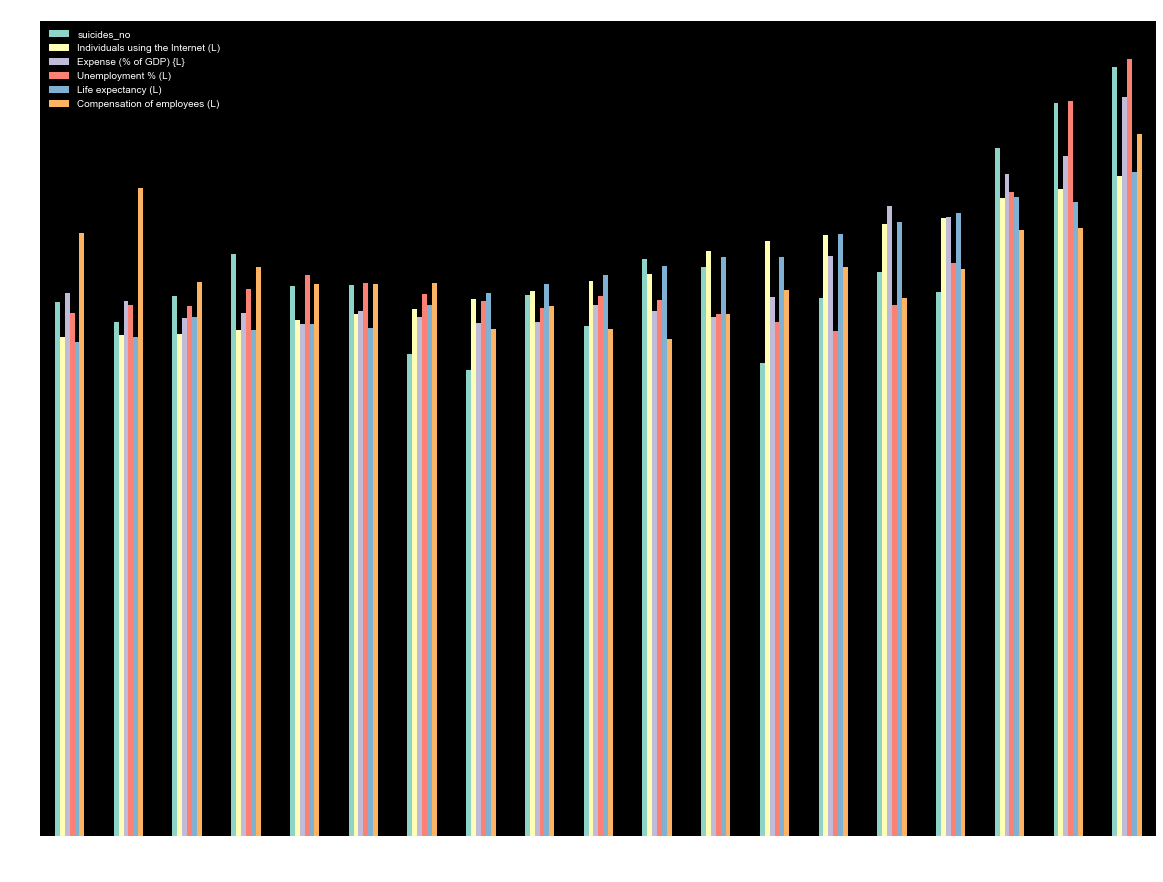 suicides_no
Individuals using the Internet (L)
Expense (% of GDP) {L}
Unemployment % (L)
Life expectancy (L)
Compensation of employees (L)